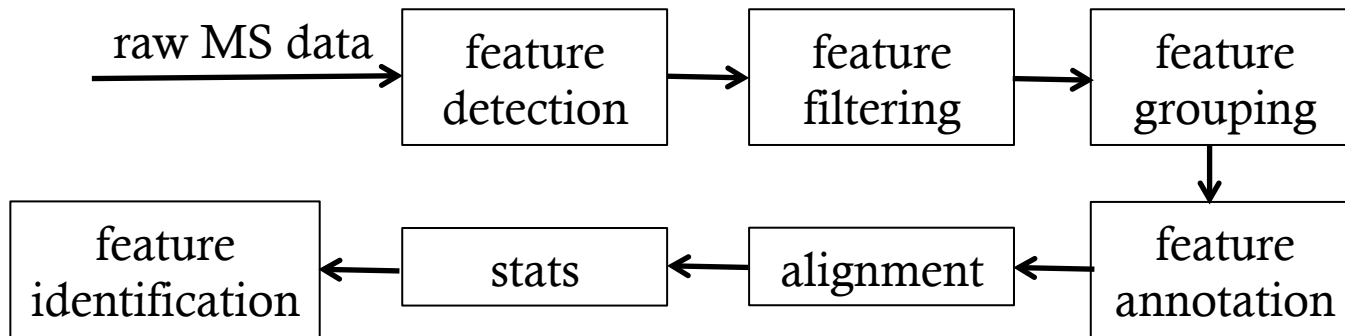 raw MS data
feature
detection
feature
filtering
feature
grouping
feature
annotation
alignment
stats
feature
identification